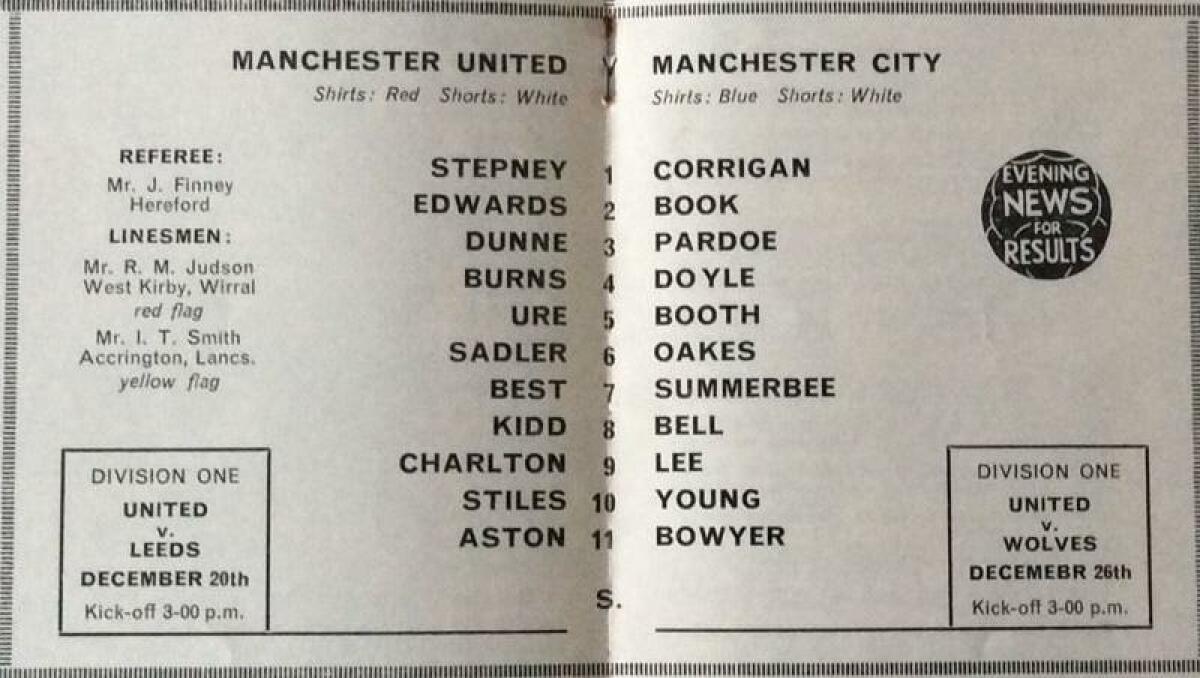 MANCHESTER UNITED V MANCHESTER CITY
Shirts: Red Shorts: White
Shirts: Blue Shorts: White
REFEREE:
Mr. J. Finney
Hereford
LINESMEN:
Mr. R. M. Judson
West Kirby, Wirral
red flag
Mr. I. T. Smith
Accrington, Lancs.
yellow flag
STEPNEY 1 CORRIGAN
EDWARDS 2 BOOK
DUNNE 3 PARDOE
BURNS 4 DOYLE
URE 5 BOOTH
SADLER 6 OAKES
BEST 7 SUMMERBEE
KIDD 8 BELL
CHARLTON 9 LEE
STILES 10 YOUNG
ASTON 11 BOWYER
S.
EVENING
NEWS
FOR
RESULTS
DIVISION ONE
UNITED
v.
LEEDS
DECEMBER 20th
Kick-off 3-00 p.m.
DIVISION ONE
UNITED
v.
WOLVES
DECEMEBR 26th
Kick-off 3-00 p.m.